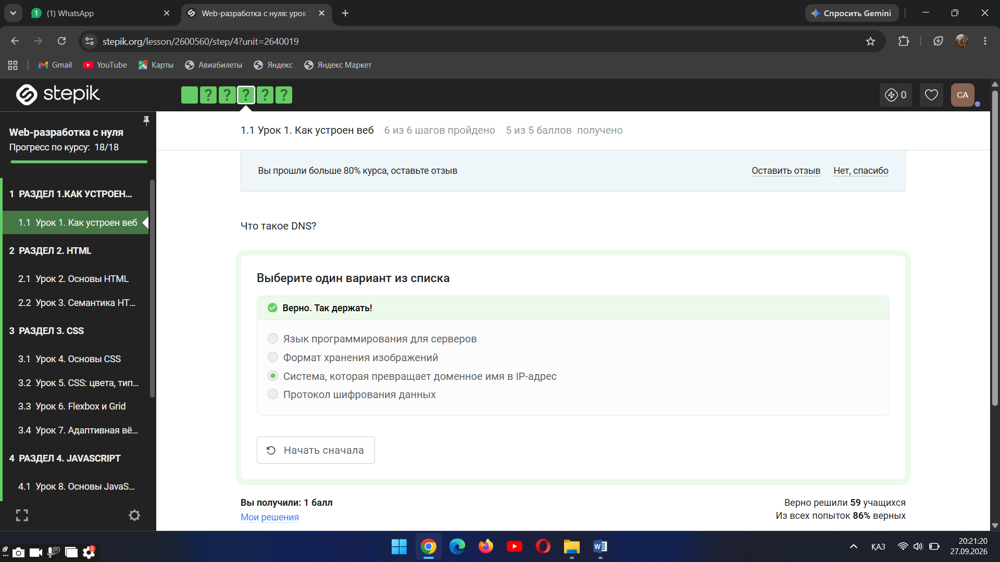 1
(1) WhatsApp
Web-разработка с нуля: урок
Спросить Gemini
stepik.org/lesson/2600560/step/4?unit=2640019
Gmail
YouTube
Карты
Авиабилеты
Яндекс
Яндекс Маркет
stepik
? ? ? ? ?
0
CA
Web-разработка с нуля
Прогресс по курсу: 18/18
1 РАЗДЕЛ 1.КАК УСТРОЕН...
1.1 Урок 1. Как устроен веб
2 РАЗДЕЛ 2. HTML
2.1 Урок 2. Основы HTML
2.2 Урок 3. Семантика HT...
3 РАЗДЕЛ 3. CSS
3.1 Урок 4. Основы CSS
3.2 Урок 5. CSS: цвета, тип...
3.3 Урок 6. Flexbox и Grid
3.4 Урок 7. Адаптивная вё...
4 РАЗДЕЛ 4. JAVASCRIPT
4.1 Урок 8. Основы JavaS...
1.1 Урок 1. Как устроен веб 6 из 6 шагов пройдено 5 из 5 баллов получено
Вы прошли больше 80% курса, оставьте отзыв
Оставить отзыв
Нет, спасибо
Что такое DNS?
Выберите один вариант из списка
Верно. Так держать!
Язык программирования для серверов
Формат хранения изображений
Система, которая превращает доменное имя в IP-адрес
Протокол шифрования данных
Начать сначала
Вы получили: 1 балл
Мои решения
Верно решили 59 учащихся
Из всех попыток 86% верных
5
ҚАЗ
20:21:20
27.09.2026